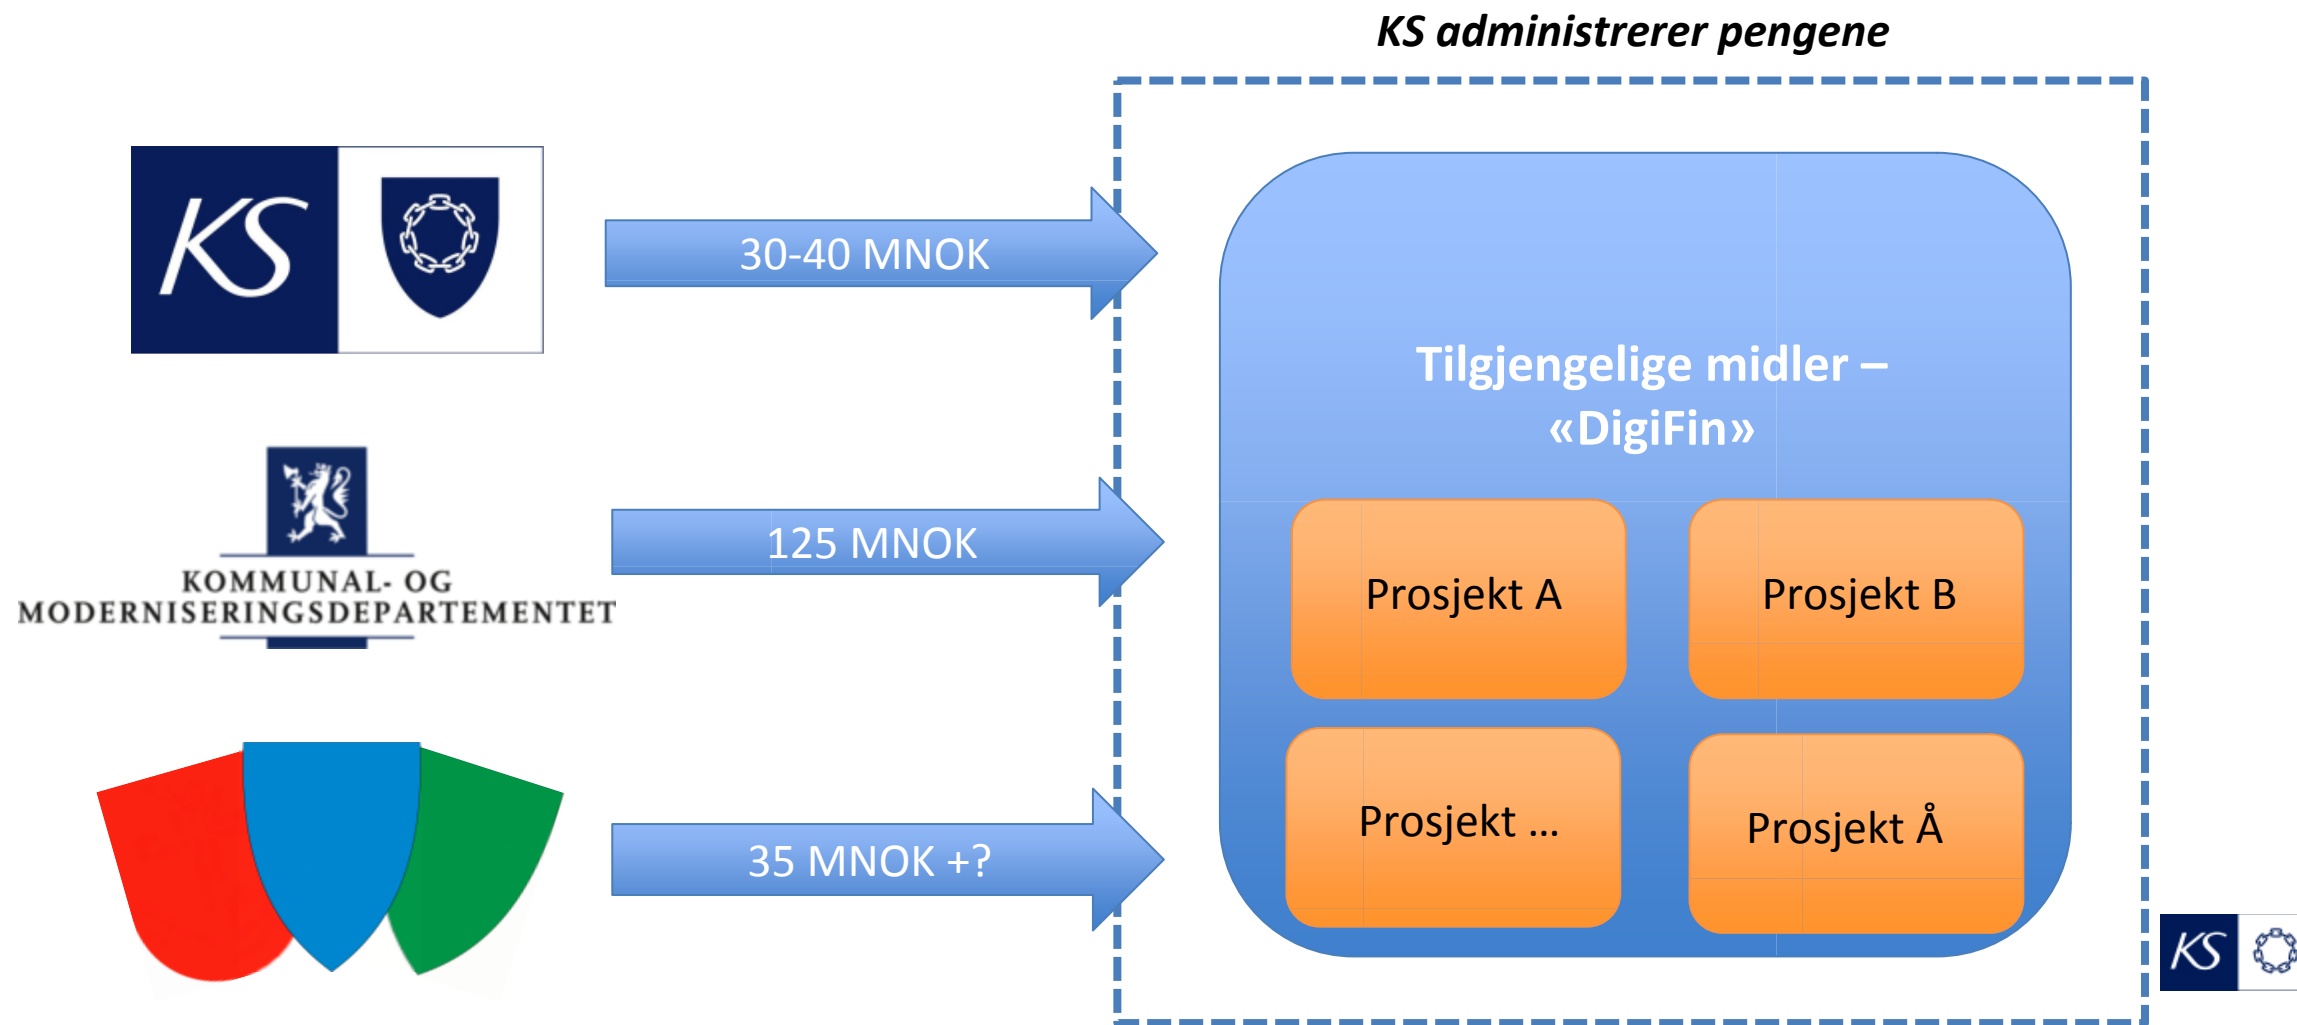 KS administrerer pengene
KS
30-40 MNOK
Tilgjengelige midler –
«DigiFin»
KOMMUNAL- OG
MODERNISERINGSDEPARTEMENTET
125 MNOK
Prosjekt A
Prosjekt B
35 MNOK +?
Prosjekt ...
Prosjekt Å
KS